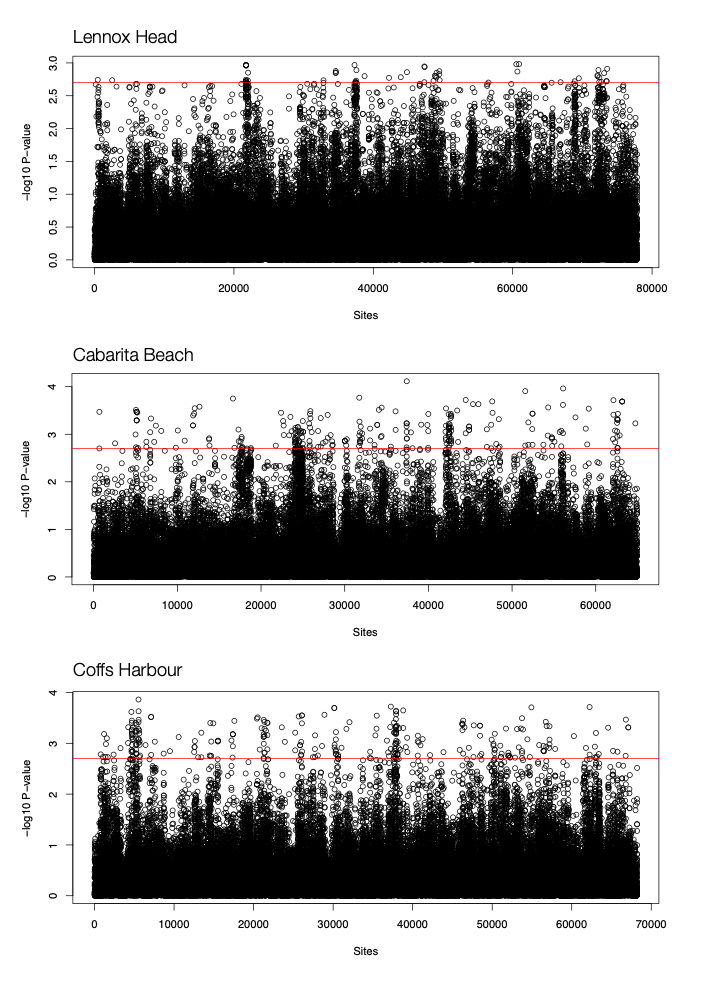 Lennox Head
3.0
2.5
2.0
1.5
1.0
0.5
0.0
−log10 P−value
0 20000 40000 60000 80000
Sites
Cabarita Beach
4
3
2
1
0
−log10 P−value
0 10000 20000 30000 40000 50000 60000
Sites
Coffs Harbour
4
3
2
1
0
−log10 P−value
0 10000 20000 30000 40000 50000 60000 70000
Sites